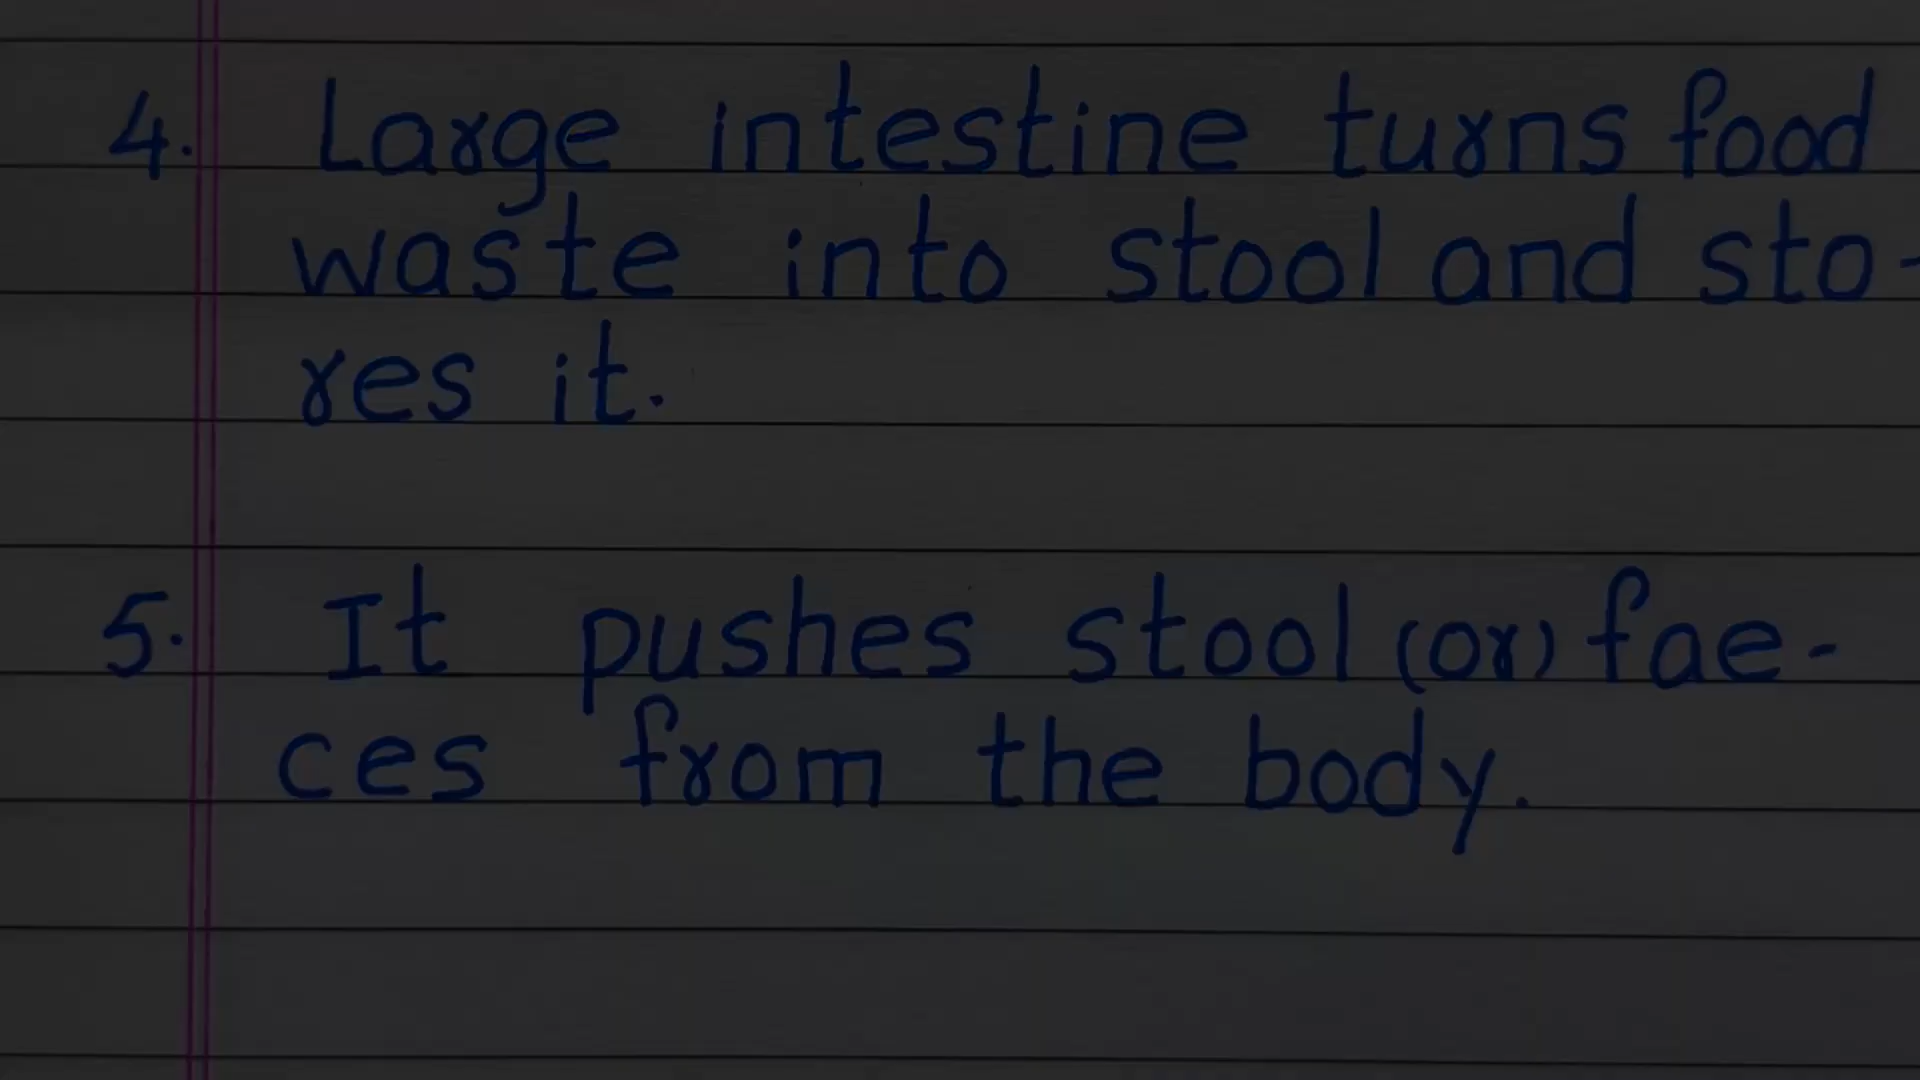 4. Large intestine turns food
waste into stool and sto-
res it.
5. It pushes stool (or) fae-
ces from the body.